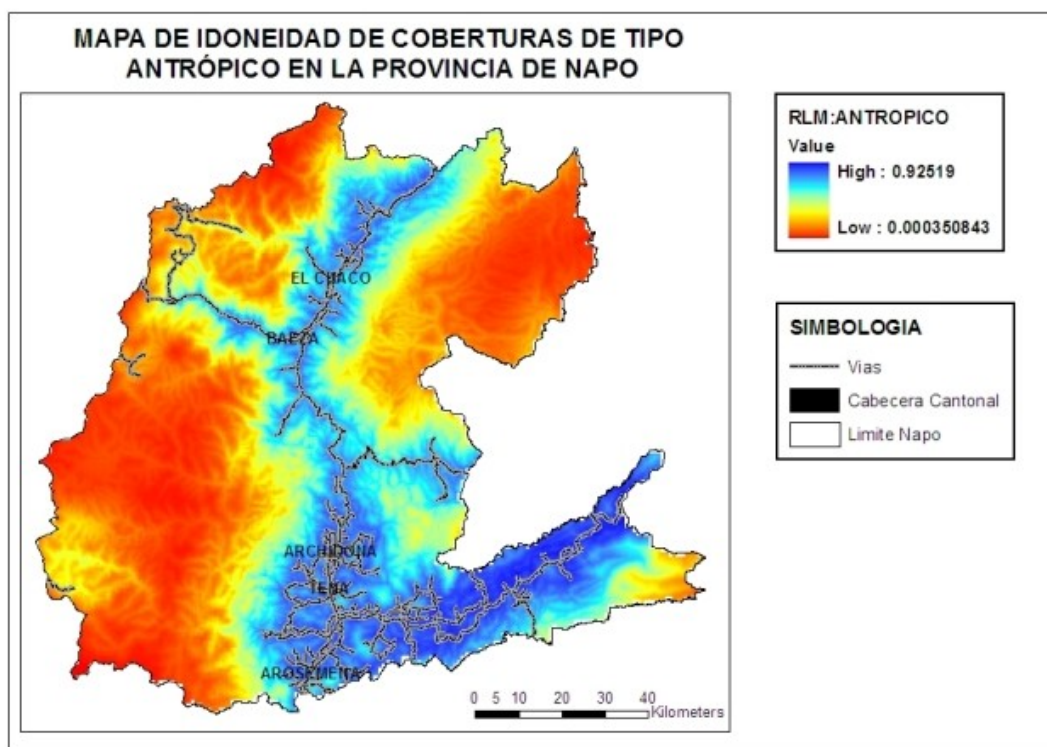 MAPA DE IDONEIDAD DE COBERTURAS DE TIPO
ANTRÓPICO EN LA PROVINCIA DE NAPO
RLM:ANTROPICO
Value
High : 0.92519
Low : 0.000350843
SIMBOLOGIA
Vias
Cabecera Cantonal
Limite Napo
EL CHACO
BAEZA
ARCHIDONA
TENA
AROSEMENA
0 5 10 20 30 40
Kilometers